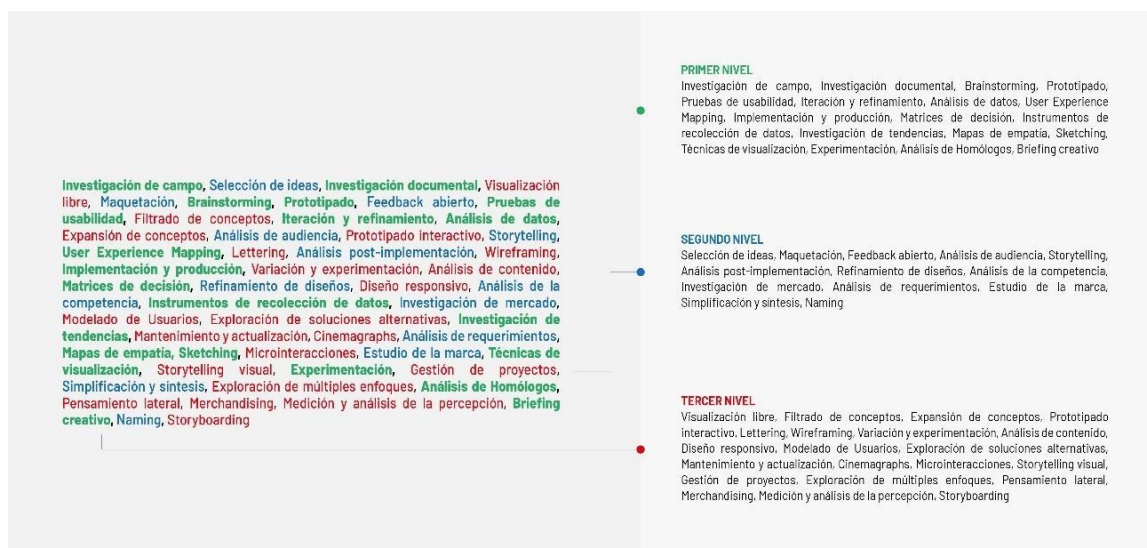 Investigación de campo, Selección de ideas, Investigación documental, Visualización
libre, Maquetación, Brainstorming, Prototipado, Feedback abierto, Pruebas de
usabilidad, Filtrado de conceptos, Iteración y refinamiento, Análisis de datos,
Expansión de conceptos, Análisis de audiencia, Prototipado interactivo, Storytelling,
User Experience Mapping, Lettering, Análisis post-implementación, Wireframing,
Implementación y producción, Variación y experimentación, Análisis de contenido,
Matrices de decisión, Refinamiento de diseños, Diseño responsivo, Análisis de la
competencia, Instrumentos de recolección de datos, Investigación de mercado,
Modelado de Usuarios, Exploración de soluciones alternativas, Investigación de
tendencias, Mantenimiento y actualización, Cinemagraphs, Análisis de requerimientos,
Mapas de empatía, Sketching, Microinteracciones, Estudio de la marca, Técnicas de
visualización, Storytelling visual, Experimentación, Gestión de proyectos,
Simplificación y síntesis, Exploración de múltiples enfoques, Análisis de Homólogos,
Pensamiento lateral, Merchandising, Medición y análisis de la percepción, Briefing
creativo, Naming, Storyboarding
PRIMER NIVEL
Investigación de campo, Investigación documental, Brainstorming, Prototipado,
Pruebas de usabilidad, Iteración y refinamiento, Análisis de datos, User Experience
Mapping, Implementación y producción, Matrices de decisión, Instrumentos de
recolección de datos, Investigación de tendencias, Mapas de empatía, Sketching,
Técnicas de visualización, Experimentación, Análisis de Homólogos, Briefing creativo
SEGUNDO NIVEL
Selección de ideas, Maquetación, Feedback abierto, Análisis de audiencia, Storytelling,
Análisis post-implementación, Refinamiento de diseños, Análisis de la competencia,
Investigación de mercado, Análisis de requerimientos, Estudio de la marca,
Simplificación y síntesis, Naming
TERCER NIVEL
Visualización libre, Filtrado de conceptos, Expansión de conceptos, Prototipado
interactivo, Lettering, Wireframing, Variación y experimentación, Análisis de contenido,
Diseño responsivo, Modelado de Usuarios, Exploración de soluciones alternativas,
Mantenimiento y actualización, Cinemagraphs, Microinteracciones, Storytelling visual,
Gestión de proyectos, Exploración de múltiples enfoques, Pensamiento lateral,
Merchandising, Medición y análisis de la percepción, Storyboarding